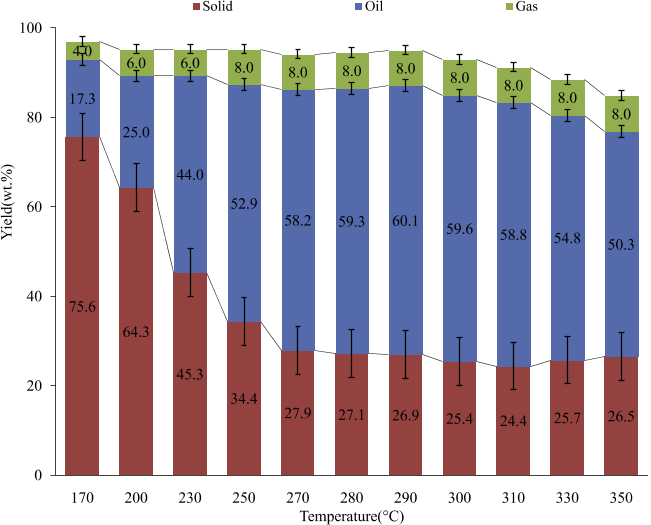 Solid Oil Gas
100
80
60
40
20
0
Yield(wt.%)
4.0 6.0 6.0 8.0 8.0 8.0 8.0 8.0 8.0 8.0 8.0
17.3 25.0 44.0 52.9 58.2 59.3 60.1 59.6 58.8 54.8 50.3
75.6 64.3 45.3 34.4 27.9 27.1 26.9 25.4 24.4 25.7 26.5
170 200 230 250 270 280 290 300 310 330 350
Temperature(°C)